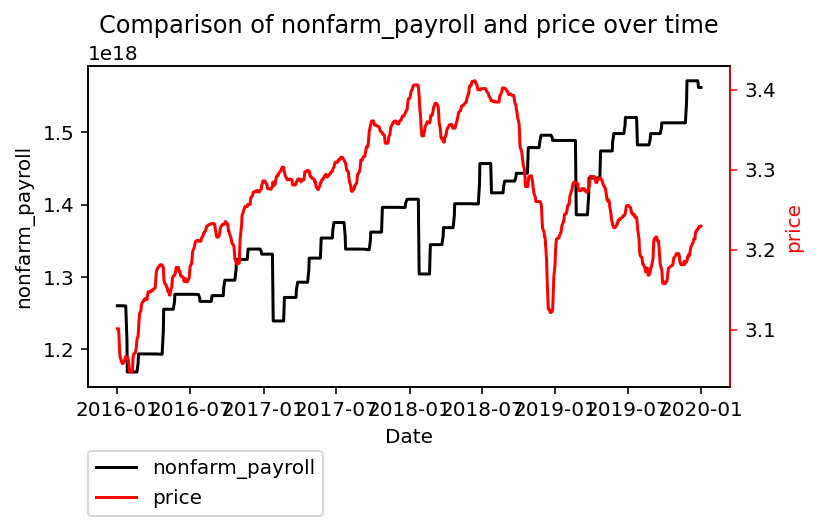 Comparison of nonfarm_payroll and price over time
1e18
1.5
1.4
1.3
1.2
nonfarm_payroll
3.4
3.3
3.2
3.1
price
2016-01 2016-07 2017-01 2017-07 2018-01 2018-07 2019-01 2019-07 2020-01
Date
nonfarm_payroll
price